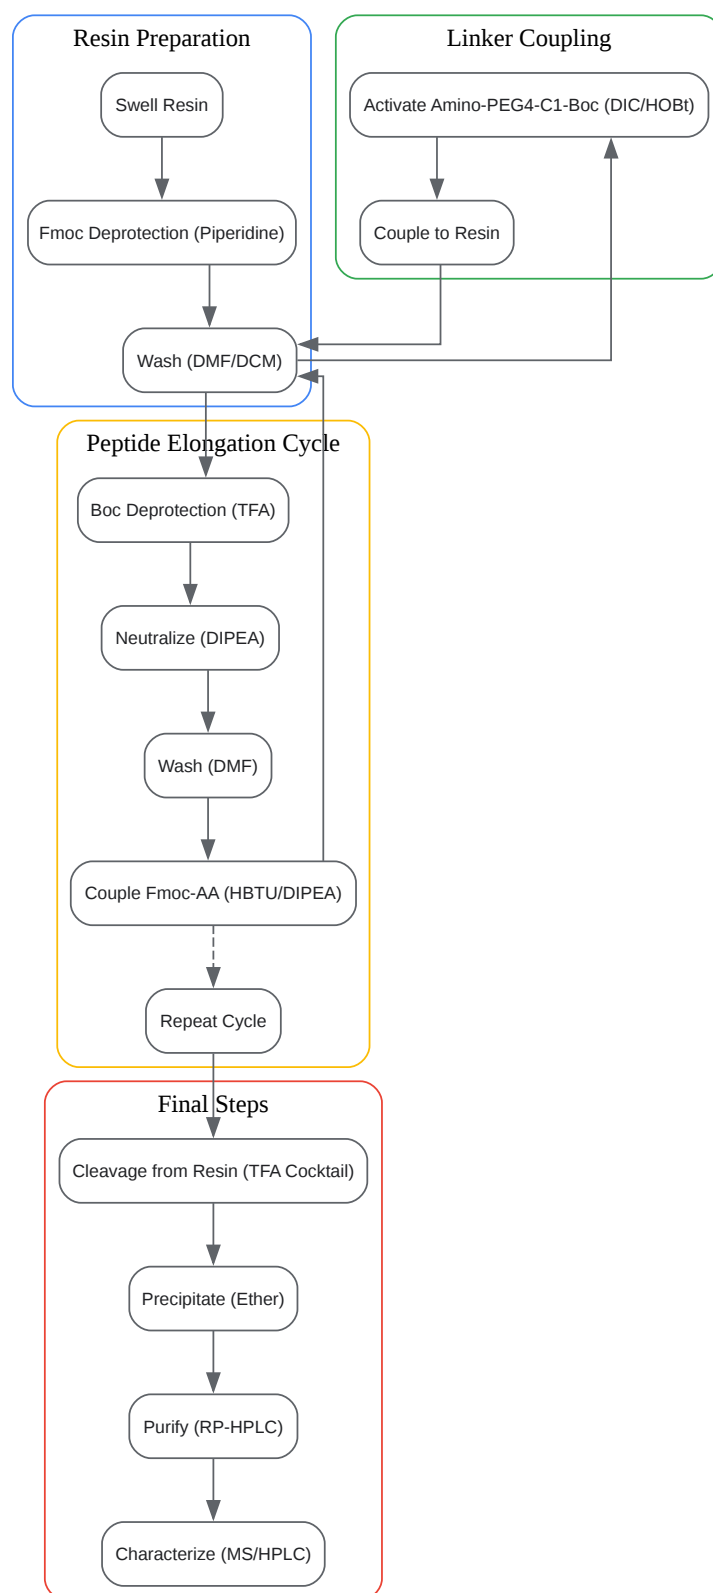 Resin Preparation
Swell Resin
Fmoc Deprotection (Piperidine)
Wash (DMF/DCM)
Linker Coupling
Activate Amino-PEG4-C1-Boc (DIC/HOBt)
Couple to Resin
Peptide Elongation Cycle
Boc Deprotection (TFA)
Neutralize (DIPEA)
Wash (DMF)
Couple Fmoc-AA (HBTU/DIPEA)
Repeat Cycle
Final Steps
Cleavage from Resin (TFA Cocktail)
Precipitate (Ether)
Purify (RP-HPLC)
Characterize (MS/HPLC)